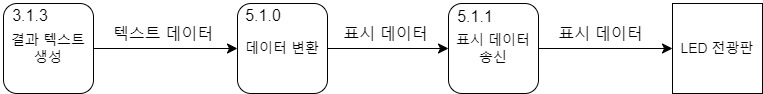 3.1.3
결과 텍스트
생성
텍스트 데이터
5.1.0
데이터 변환
표시 데이터
5.1.1
표시 데이터
송신
표시 데이터
LED 전광판